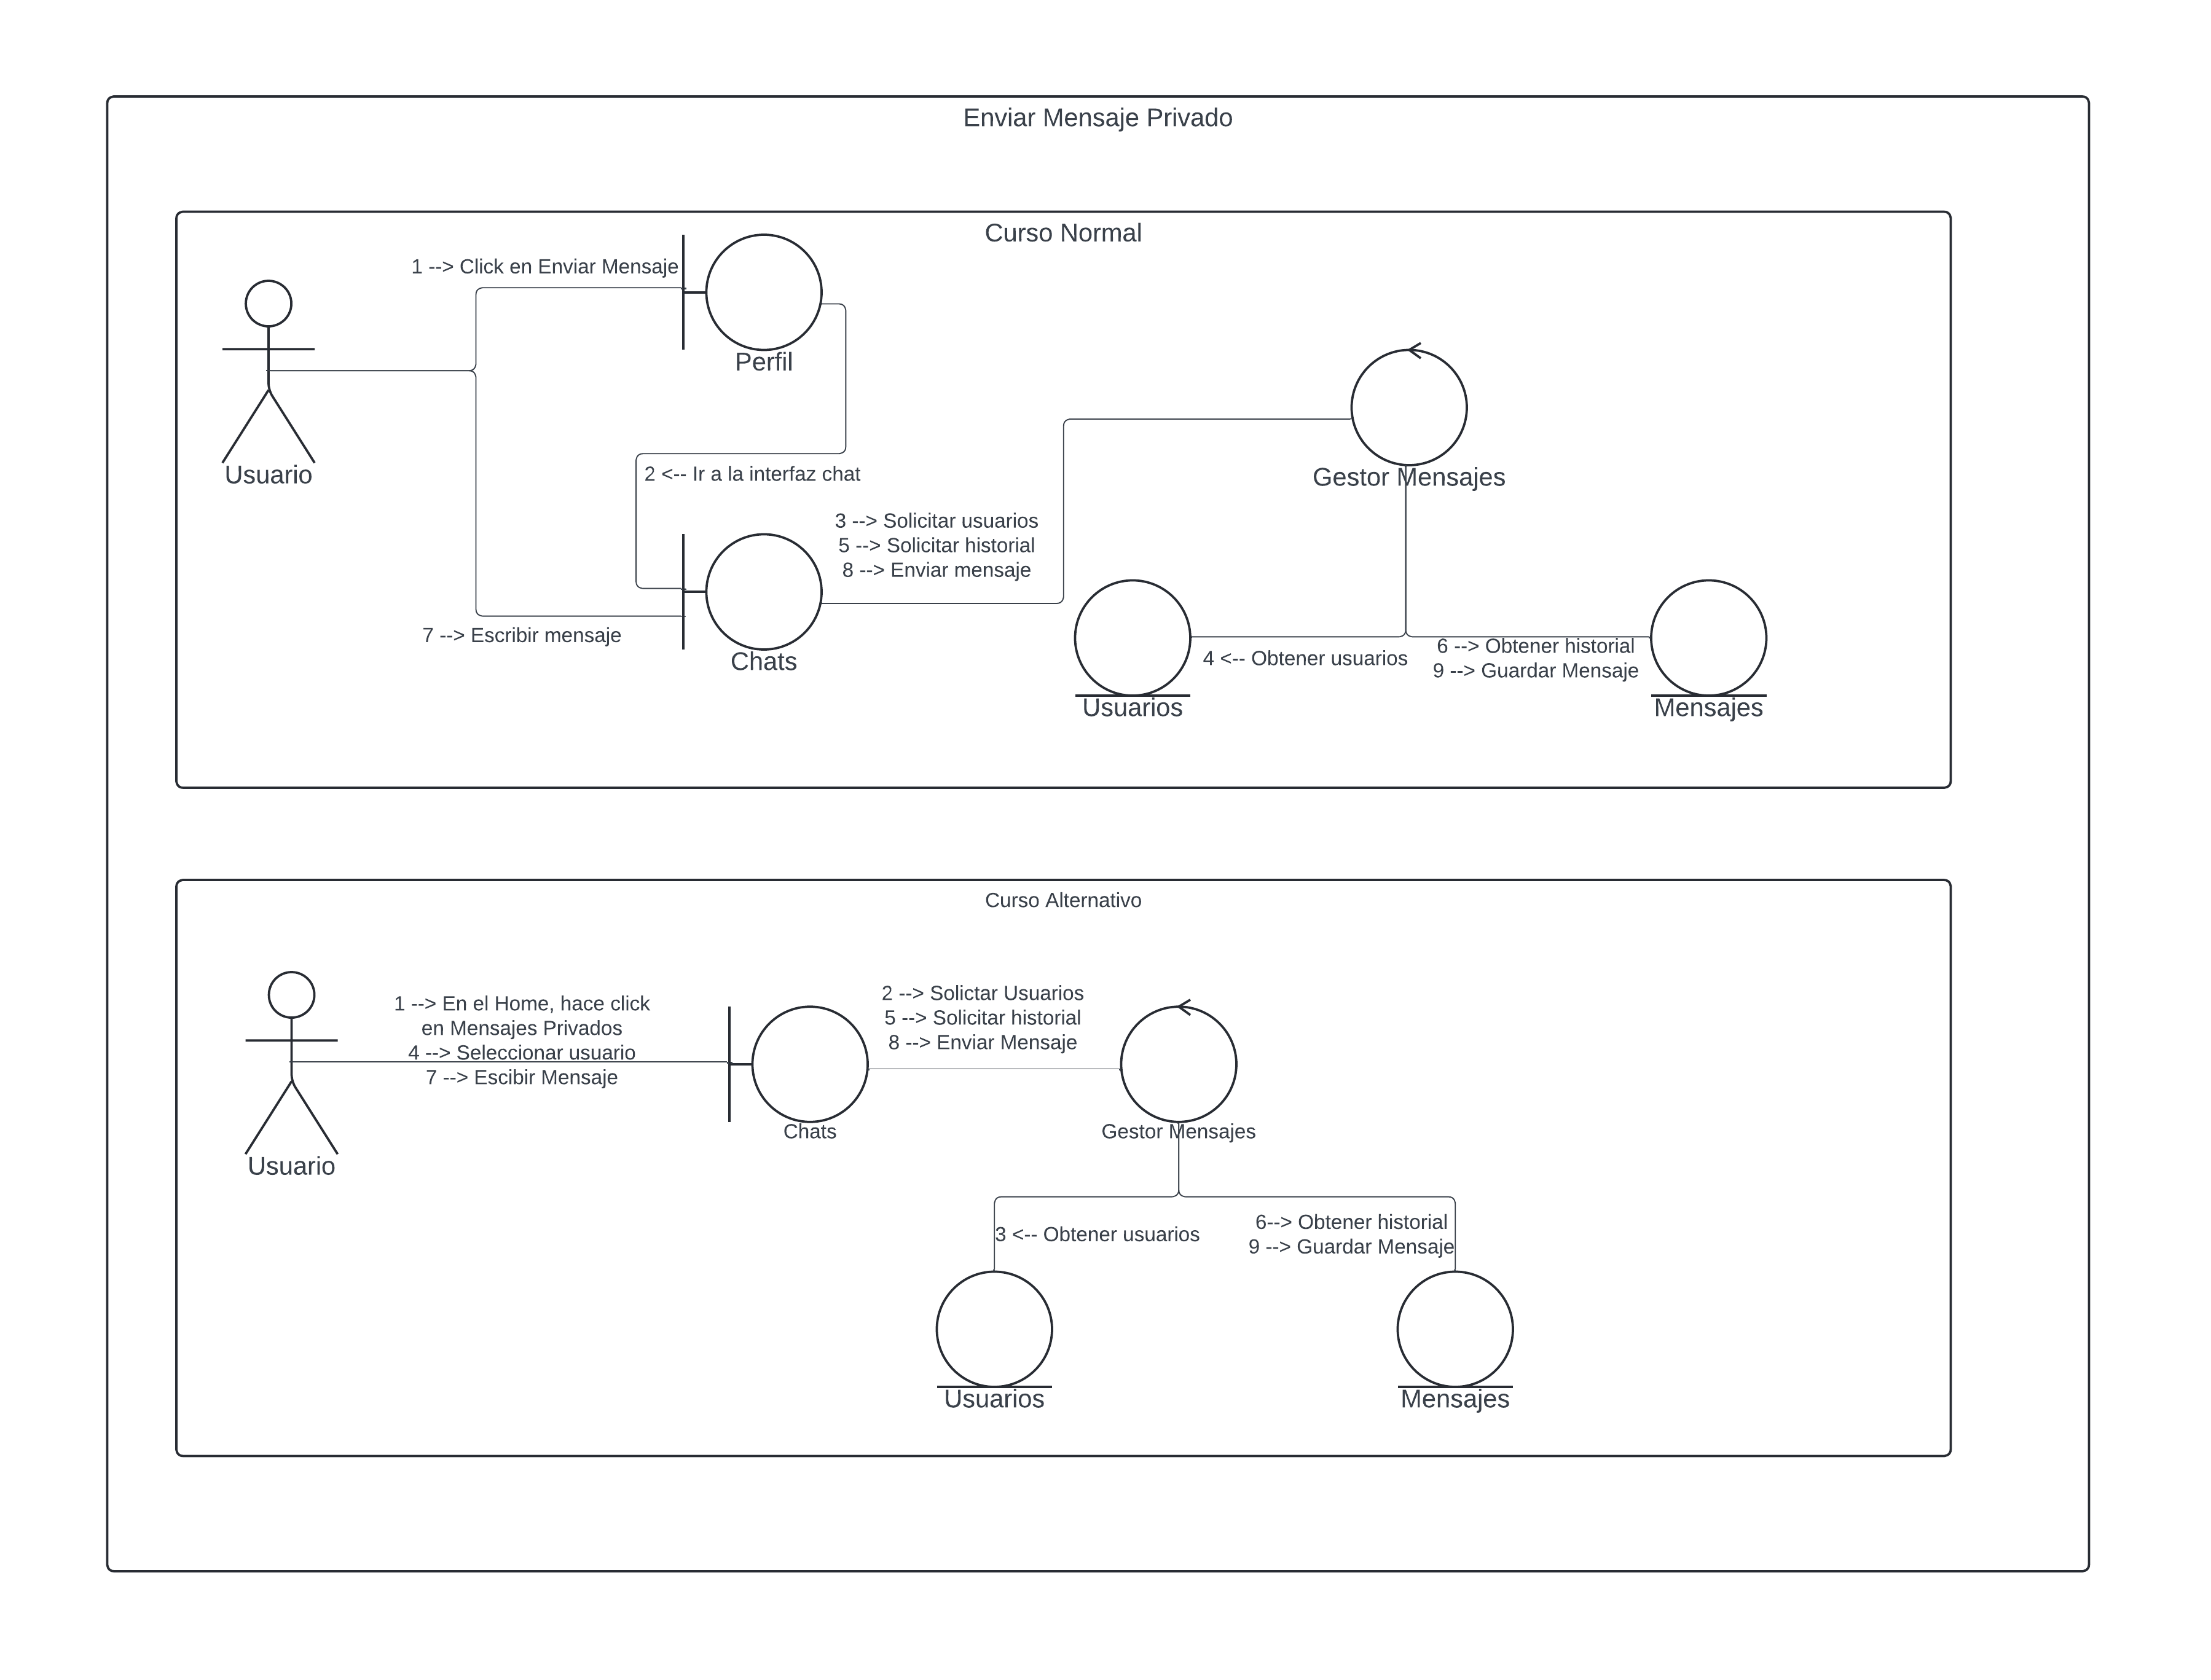 Enviar Mensaje Privado
Curso Normal
1 --> Click en Enviar Mensaje
Perfil
Usuario
2 <-- Ir a la interfaz chat
Gestor Mensajes
3 --> Solicitar usuarios
5 --> Solicitar historial
8 --> Enviar mensaje
7 --> Escribir mensaje
Chats
4 <-- Obtener usuarios
6 --> Obtener historial
9 --> Guardar Mensaje
Usuarios
Mensajes
Curso Alternativo
1 --> En el Home, hace click
en Mensajes Privados
4 --> Seleccionar usuario
7 --> Escibir Mensaje
2 --> Solictar Usuarios
5 --> Solicitar historial
8 --> Enviar Mensaje
Chats
Gestor Mensajes
Usuario
3 <-- Obtener usuarios
6--> Obtener historial
9 --> Guardar Mensaje
Usuarios
Mensajes